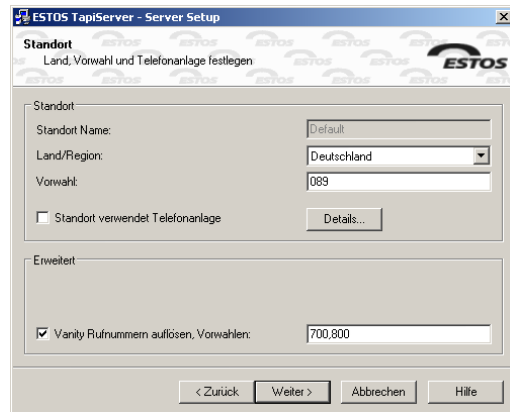 ESTOS TapiServer - Server Setup
Standort
Land, Vorwahl und Telefonanlage festlegen
ESTOS
Standort
Standort Name:
Default
Land/Region:
Deutschland
Vorwahl:
089
Standort verwendet Telefonanlage
Details...
Erweitert
Vanity Rufnummern auflösen, Vorwahlen:
700,800
< Zurück
Weiter >
Abbrechen
Hilfe